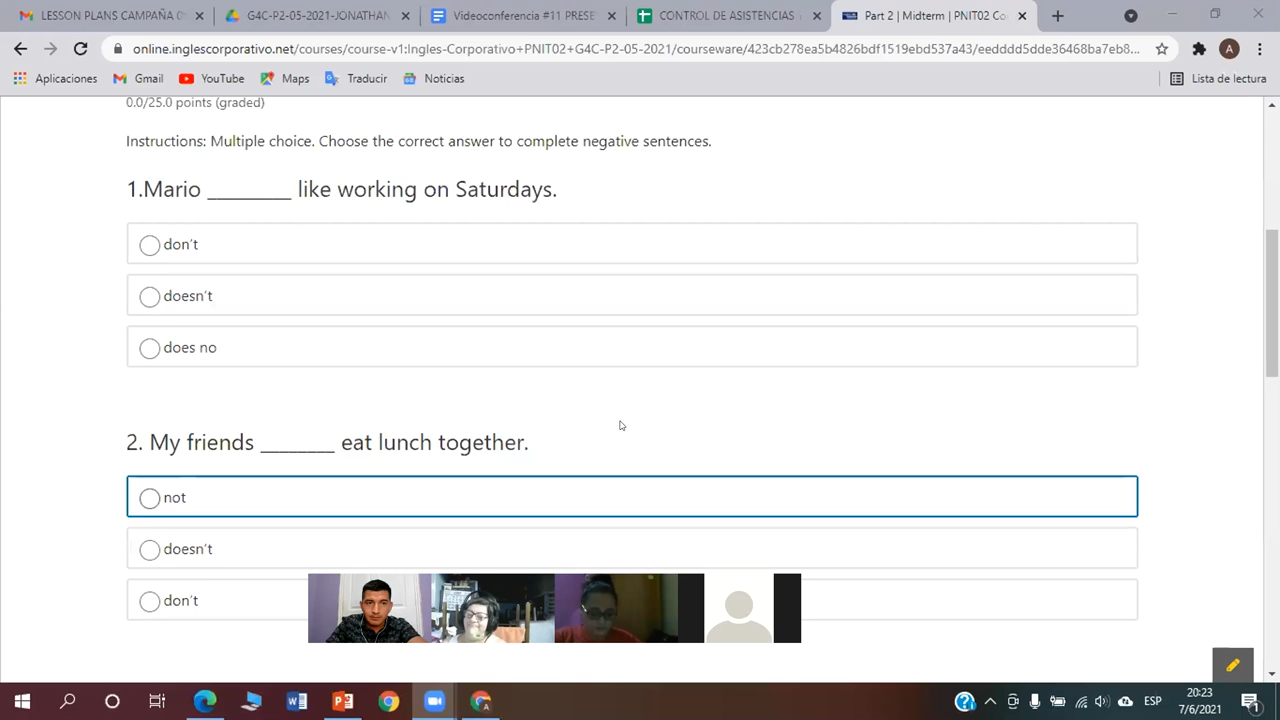 LESSON PLANS CAMPAÑA 0
G4C-P2-05-2021-JONATHAN
Videoconferencia #11 PRESE
CONTROL DE ASISTENCIAS
Part 2 | Midterm | PNIT02 Co
online.inglescorporativo.net/courses/course-v1:Ingles-Corporativo+PNIT02+G4C-P2-05-2021/courseware/423cb278ea5b4826bdf1519ebd537a43/eedddd5dde36468ba7eb8...
A
Aplicaciones
Gmail
YouTube
Maps
Traducir
Noticias
Lista de lectura
0.0/25.0 points (graded)
Instructions: Multiple choice. Choose the correct answer to complete negative sentences.
1.Mario ________ like working on Saturdays.
don't
doesn't
does no
2. My friends _______ eat lunch together.
not
doesn't
don't
ESP
20:23
7/6/2021
1